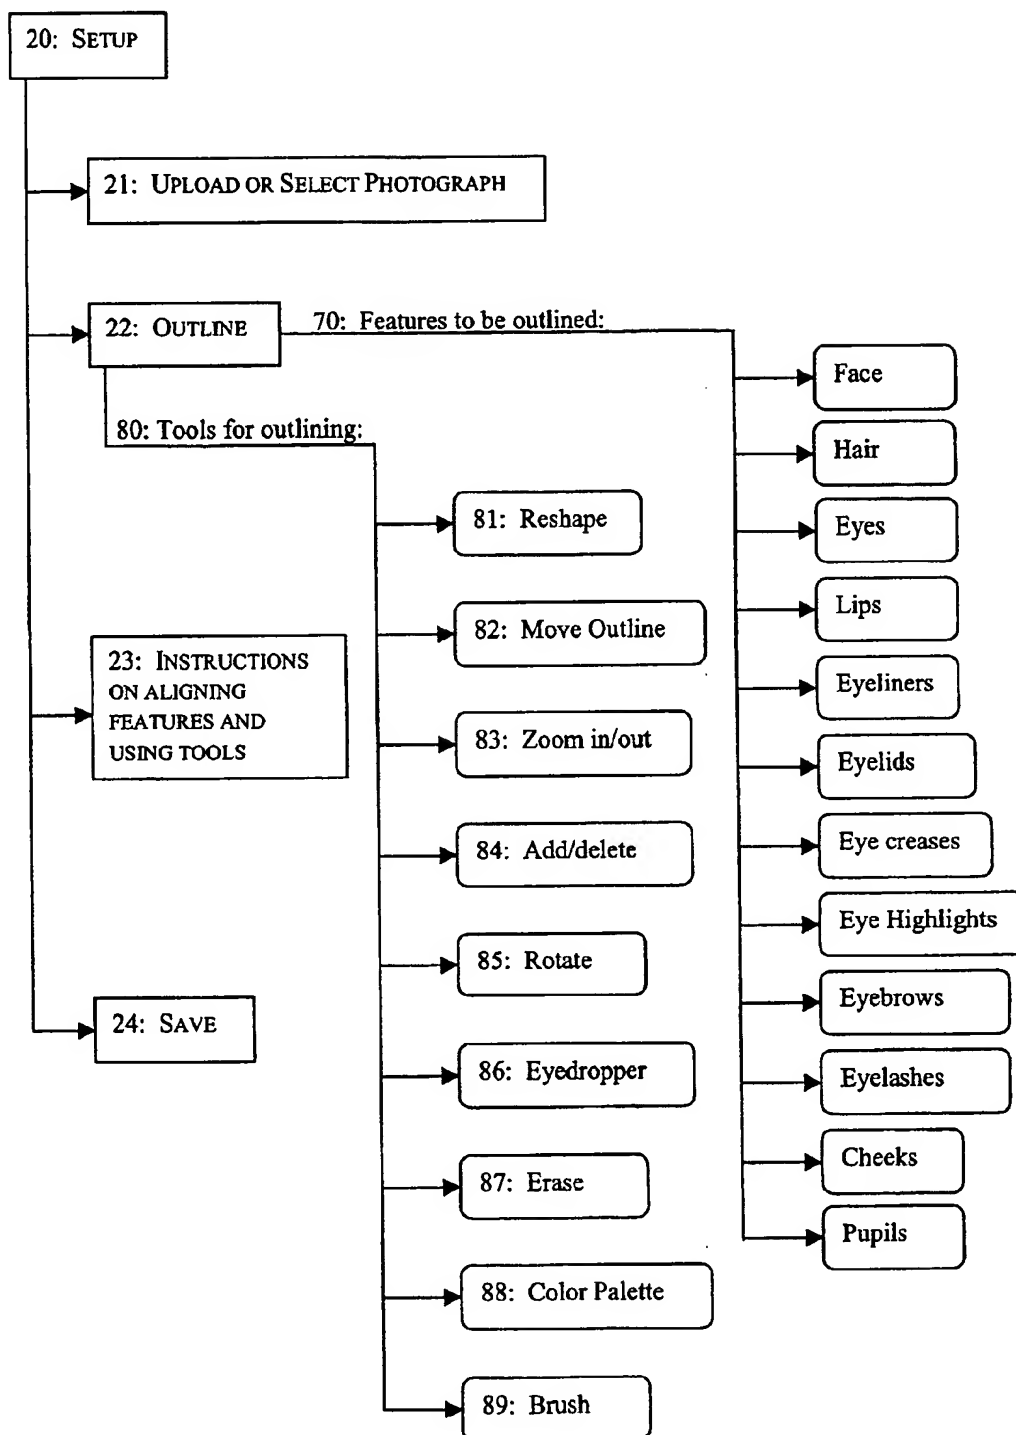 20: SETUP
21: UPLOAD OR SELECT PHOTOGRAPH
22: OUTLINE
70: Features to be outlined:
80: Tools for outlining:
Face
Hair
Eyes
Lips
Eyeliners
Eyelids
Eye creases
Eye Highlights
Eyebrows
Eyelashes
Cheeks
Pupils
81: Reshape
82: Move Outline
83: Zoom in/out
84: Add/delete
85: Rotate
86: Eyedropper
87: Erase
88: Color Palette
89: Brush
23: INSTRUCTIONS
ON ALIGNING
FEATURES AND
USING TOOLS
24: SAVE